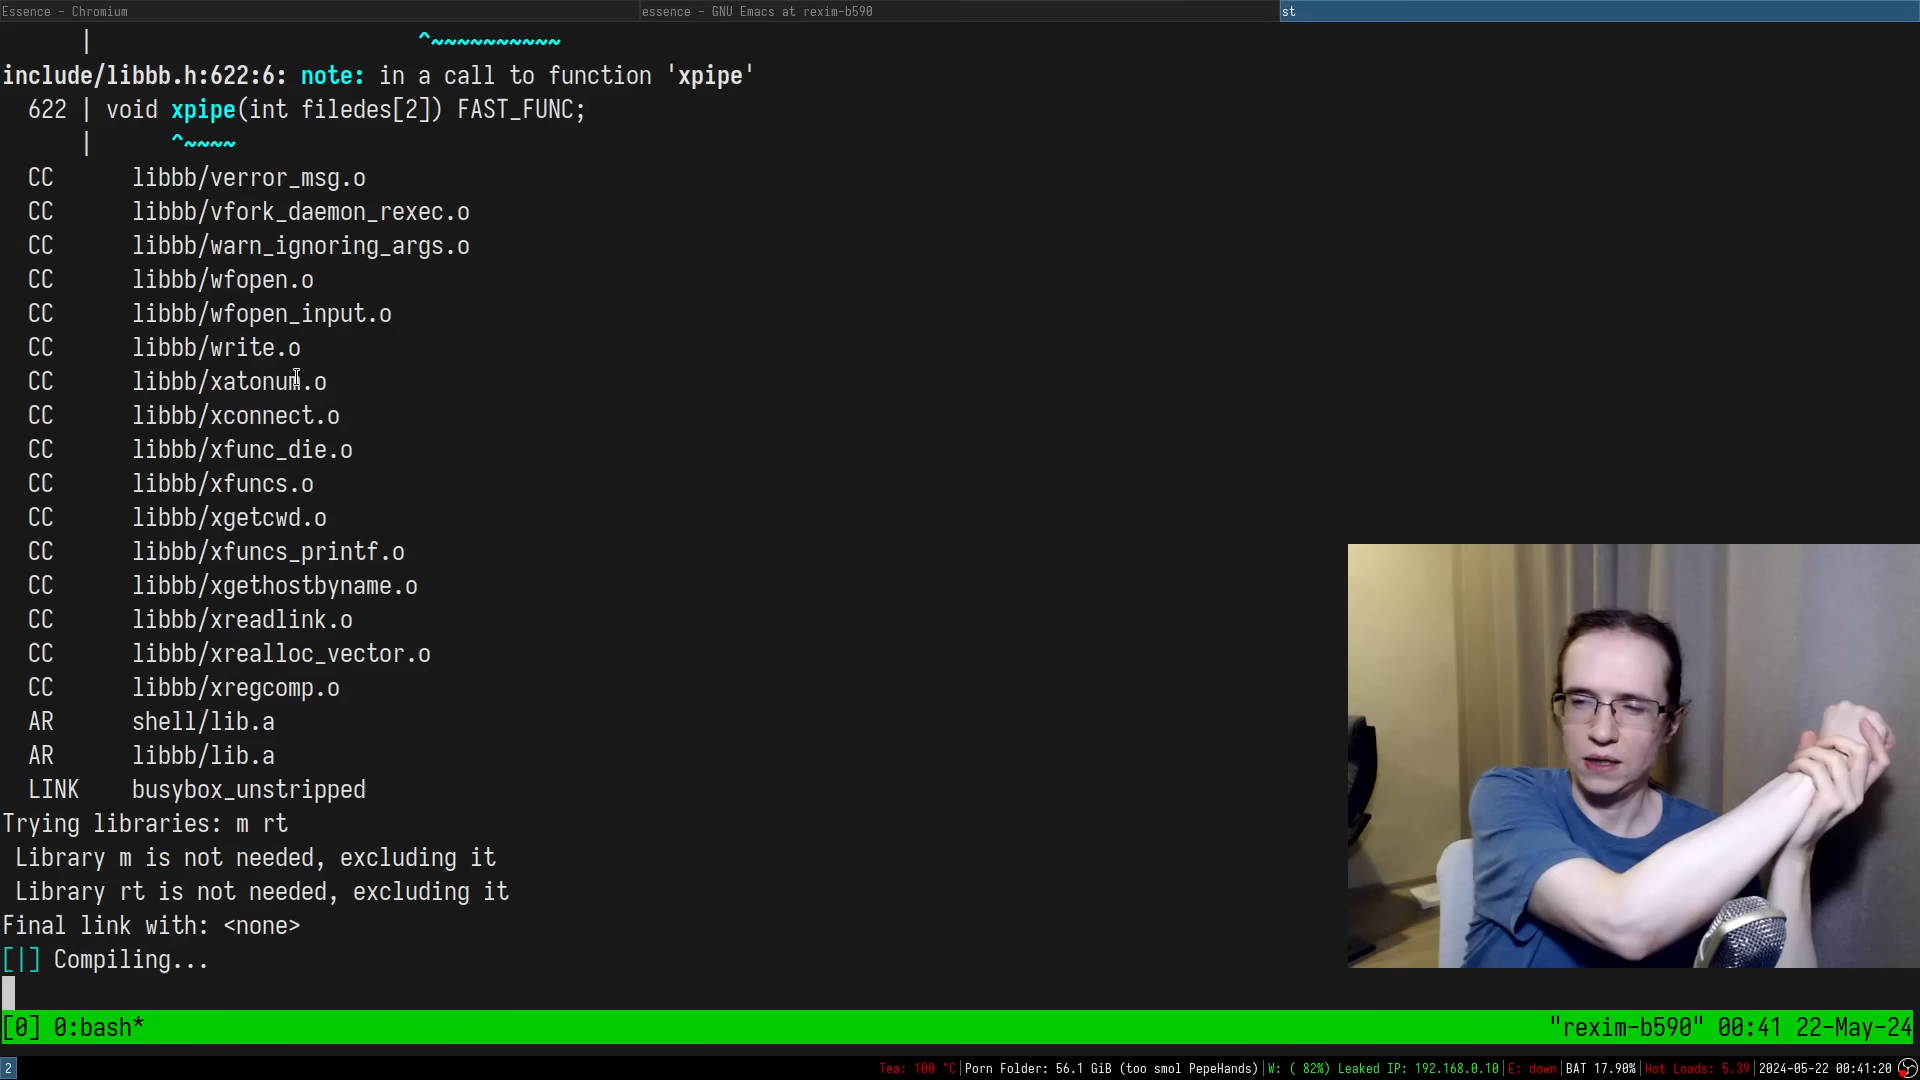 Essence - Chromium
essence - GNU Emacs at rexim-b590
st
| ^~~~~~~~~~~
include/libbb.h:622:6: note: in a call to function 'xpipe'
622 | void xpipe(int filedes[2]) FAST_FUNC;
| ^~~~~
CC libbb/verror_msg.o
CC libbb/vfork_daemon_rexec.o
CC libbb/warn_ignoring_args.o
CC libbb/wfopen.o
CC libbb/wfopen_input.o
CC libbb/write.o
CC libbb/xatonum.o
CC libbb/xconnect.o
CC libbb/xfunc_die.o
CC libbb/xfuncs.o
CC libbb/xgetcwd.o
CC libbb/xfuncs_printf.o
CC libbb/xgethostbyname.o
CC libbb/xreadlink.o
CC libbb/xrealloc_vector.o
CC libbb/xregcomp.o
AR shell/lib.a
AR libbb/lib.a
LINK busybox_unstripped
Trying libraries: m rt
Library m is not needed, excluding it
Library rt is not needed, excluding it
Final link with: <none>
[|] Compiling...
[0] 0:bash* "rexim-b590" 00:41 22-May-24
2 Tea: 100 °C|Porn Folder: 56.1 GiB (too smol PepeHands)|W: ( 82%) Leaked IP: 192.168.0.10|E: down|BAT 17.90%|Hot Loads: 5.39|2024-05-22 00:41:20